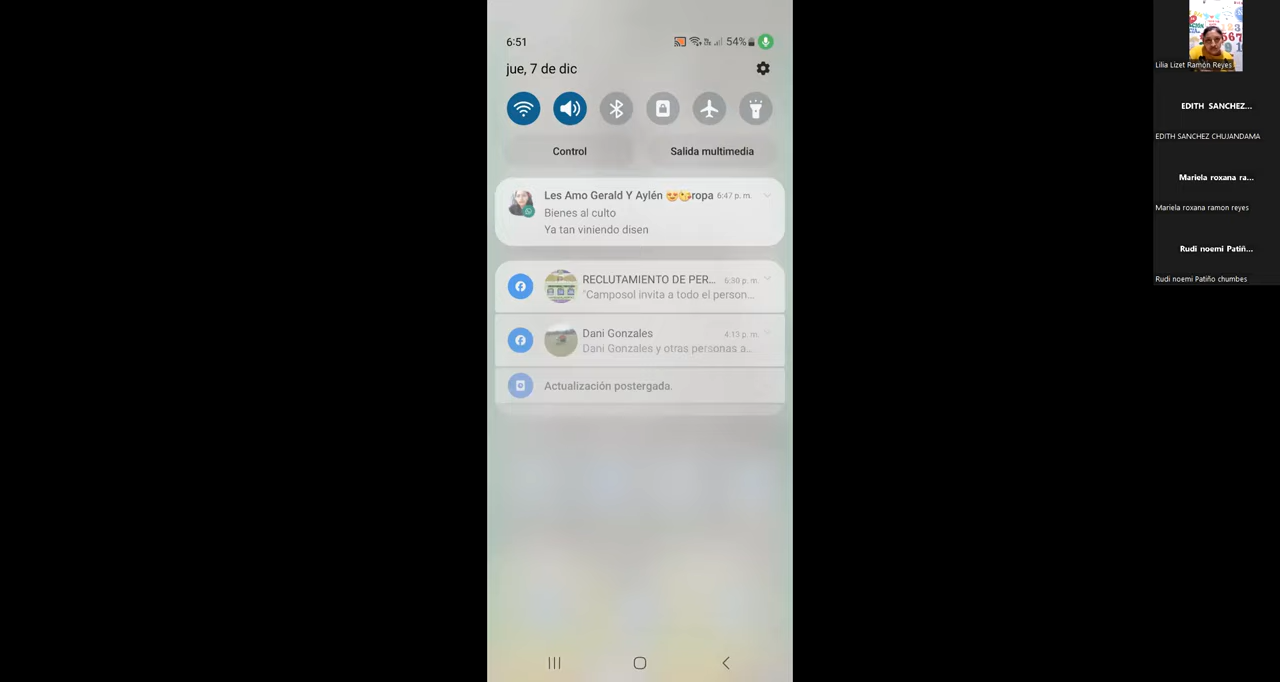 6:51
54%
jue, 7 de dic
Control
Salida multimedia
Les Amo Gerald Y Aylén 😍😘ropa 6:47 p. m.
Bienes al culto
Ya tan viniendo disen
RECLUTAMIENTO DE PER... 6:30 p. m.
"Camposol invita a todo el person...
Dani Gonzales 4:13 p. m.
Dani Gonzales y otras personas a...
Actualización postergada.
Lilia Lizet Ramón Reyes
EDITH SANCHEZ...
EDITH SANCHEZ CHUJANDAMA
Mariela roxana ra...
Mariela roxana ramon reyes
Rudi noemi Patiñ...
Rudi noemi Patiño chumbes